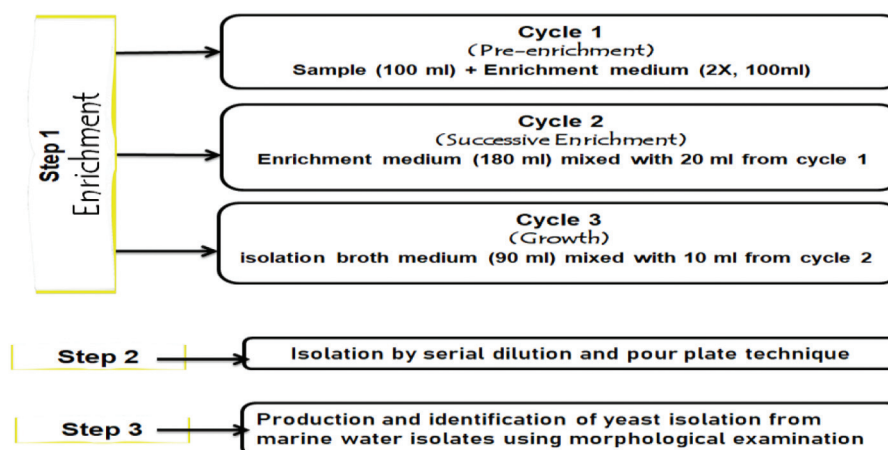 Step 1
Enrichment
Cycle 1
(Pre-enrichment)
Sample (100 ml) + Enrichment medium (2X, 100ml)
Cycle 2
(Successive Enrichment)
Enrichment medium (180 ml) mixed with 20 ml from cycle 1
Cycle 3
(Growth)
isolation broth medium (90 ml) mixed with 10 ml from cycle 2
Step 2
Isolation by serial dilution and pour plate technique
Step 3
Production and identification of yeast isolation from
marine water isolates using morphological examination